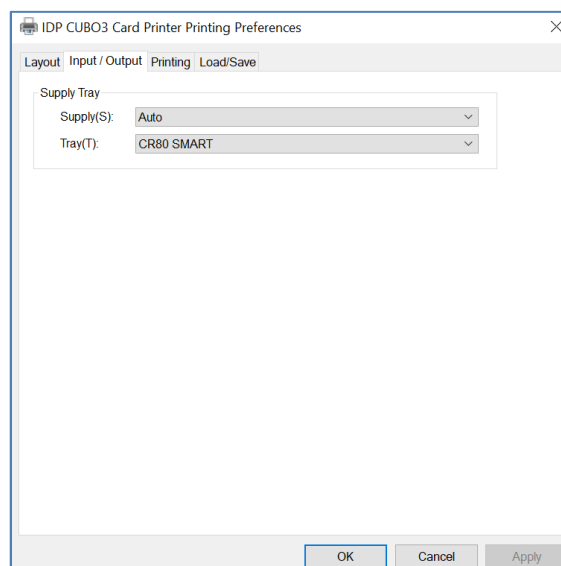 IDP CUBO3 Card Printer Printing Preferences
Layout Input / Output Printing Load/Save
Supply Tray
Supply(S): Auto
Tray(T): CR80 SMART
OK Cancel Apply